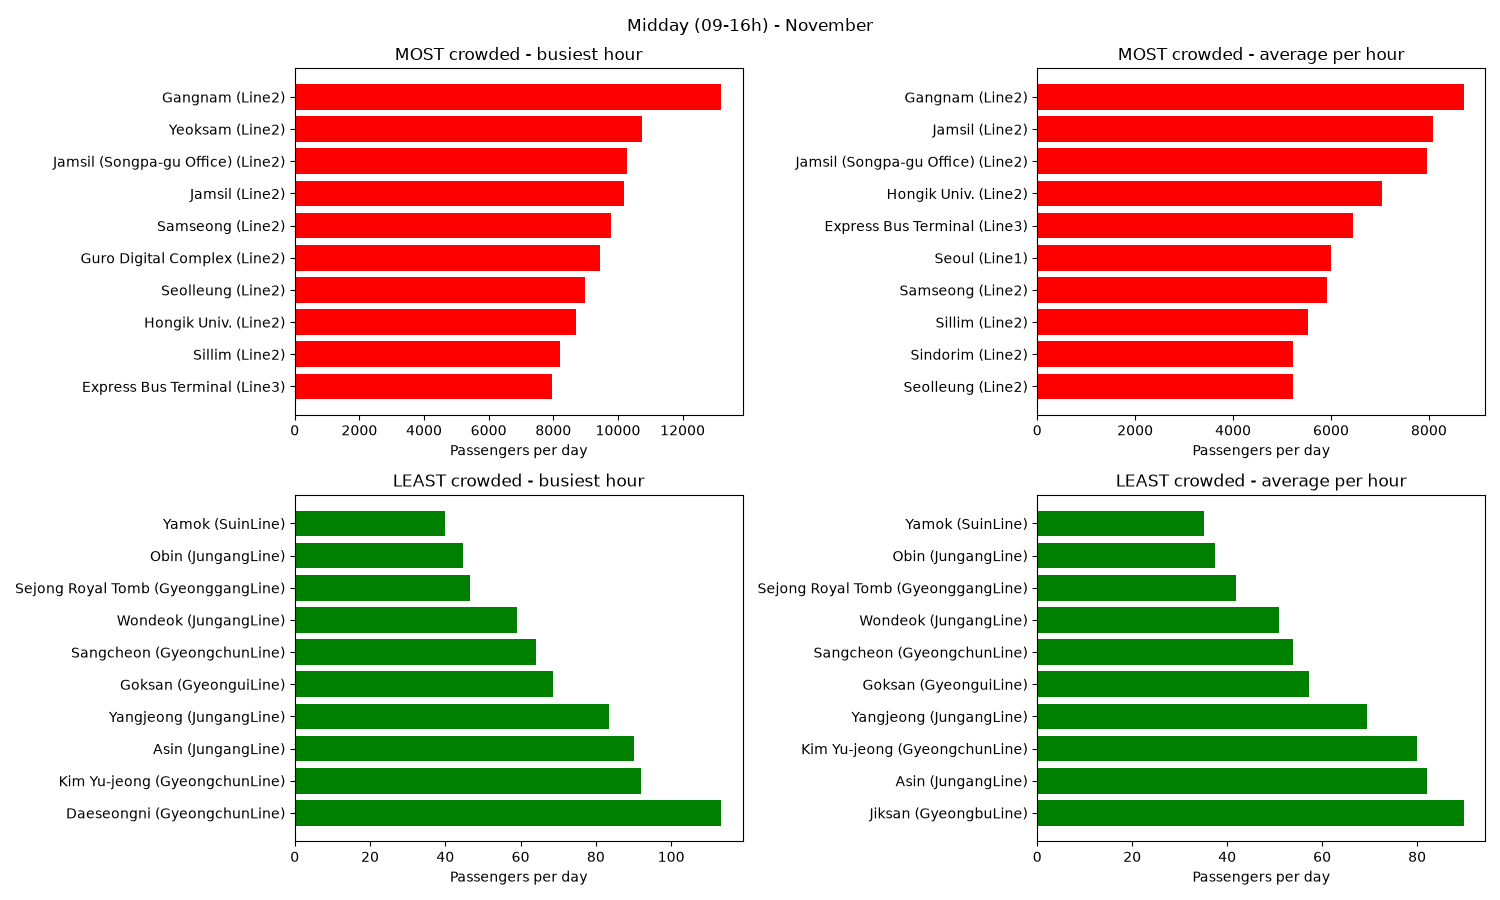 Midday (09-16h) - November
MOST crowded - busiest hour
Gangnam (Line2)
Yeoksam (Line2)
Jamsil (Songpa-gu Office) (Line2)
Jamsil (Line2)
Samseong (Line2)
Guro Digital Complex (Line2)
Seolleung (Line2)
Hongik Univ. (Line2)
Sillim (Line2)
Express Bus Terminal (Line3)
0 2000 4000 6000 8000 10000 12000
Passengers per day
MOST crowded - average per hour
Gangnam (Line2)
Jamsil (Line2)
Jamsil (Songpa-gu Office) (Line2)
Hongik Univ. (Line2)
Express Bus Terminal (Line3)
Seoul (Line1)
Samseong (Line2)
Sillim (Line2)
Sindorim (Line2)
Seolleung (Line2)
0 2000 4000 6000 8000
Passengers per day
LEAST crowded - busiest hour
Yamok (SuinLine)
Obin (JungangLine)
Sejong Royal Tomb (GyeonggangLine)
Wondeok (JungangLine)
Sangcheon (GyeongchunLine)
Goksan (GyeonguiLine)
Yangjeong (JungangLine)
Asin (JungangLine)
Kim Yu-jeong (GyeongchunLine)
Daeseongni (GyeongchunLine)
0 20 40 60 80 100
Passengers per day
LEAST crowded - average per hour
Yamok (SuinLine)
Obin (JungangLine)
Sejong Royal Tomb (GyeonggangLine)
Wondeok (JungangLine)
Sangcheon (GyeongchunLine)
Goksan (GyeonguiLine)
Yangjeong (JungangLine)
Kim Yu-jeong (GyeongchunLine)
Asin (JungangLine)
Jiksan (GyeongbuLine)
0 20 40 60 80
Passengers per day